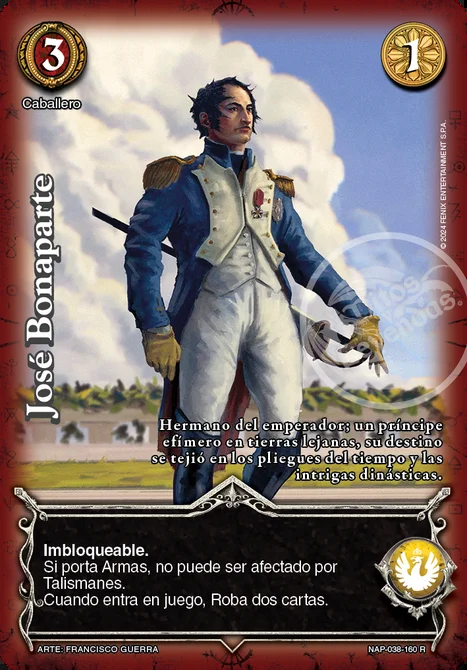 3
1
Caballero
© 2024 FENIX ENTERTAINMENT S.P.A.
José Bonaparte
Hermano del emperador; un príncipe
efímero en tierras lejanas, su destino
se tejió en los pliegues del tiempo y las
intrigas dinásticas.
Imbloqueable.
Si porta Armas, no puede ser afectado por
Talismanes.
Cuando entra en juego, Roba dos cartas.
ARTE: FRANCISCO GUERRA
NAP-038-160 R